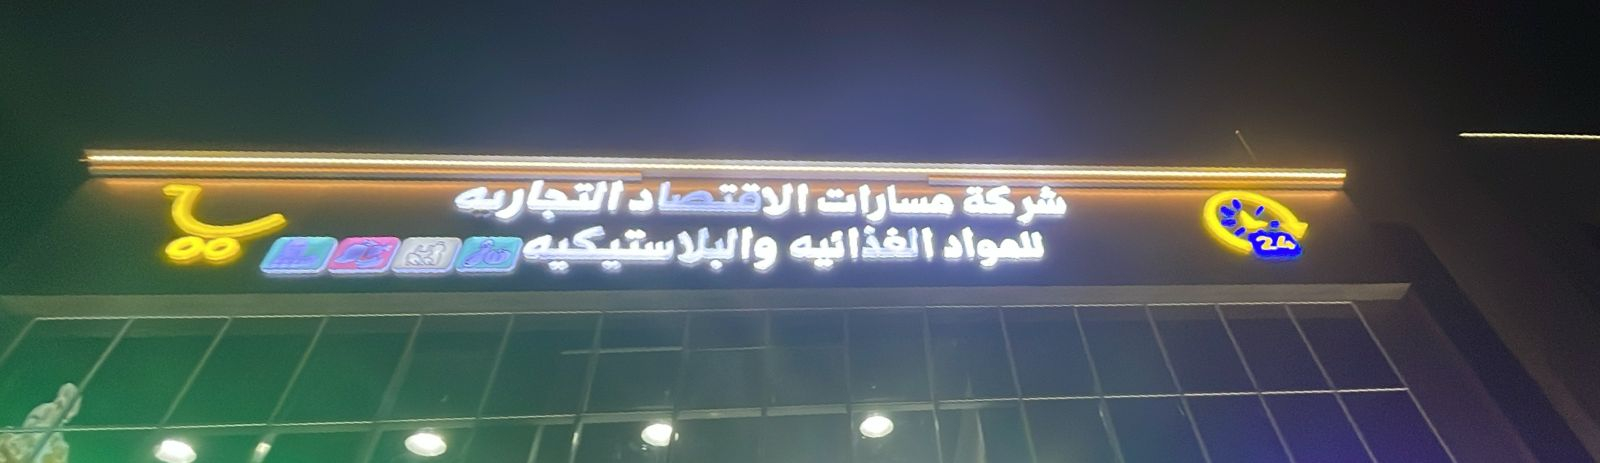 شركة مسارات الاقتصاد التجاريه
للمواد الغذائيه والبلاستيكيه
24